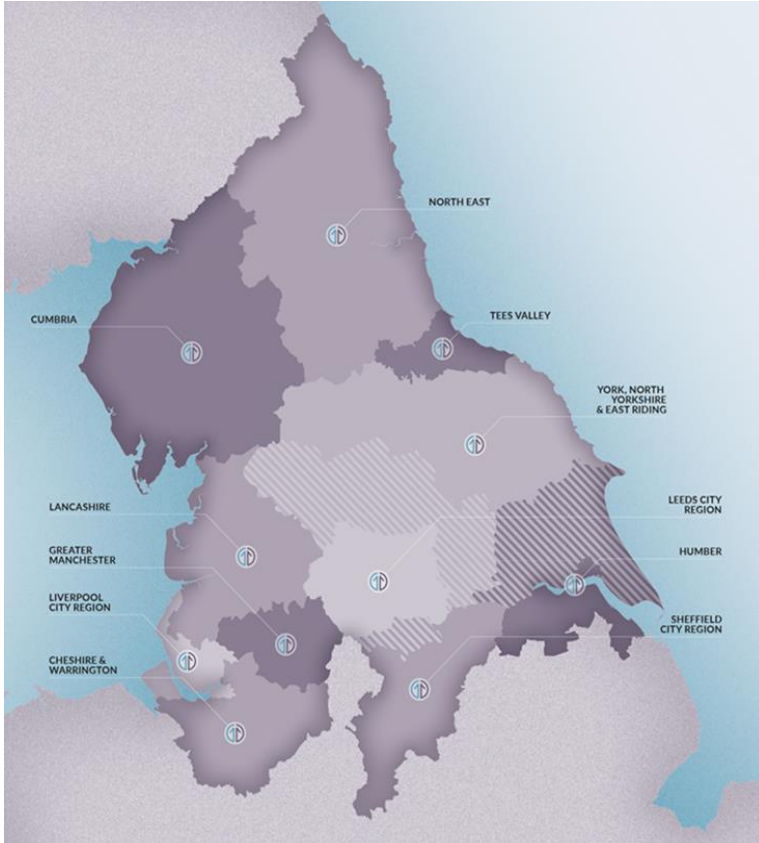 NORTH EAST
CUMBRIA
TEES VALLEY
YORK, NORTH
YORKSHIRE
& EAST RIDING
LANCASHIRE
LEEDS CITY
REGION
GREATER
MANCHESTER
HUMBER
LIVERPOOL
CITY REGION
SHEFFIELD
CITY REGION
CHESHIRE &
WARRINGTON